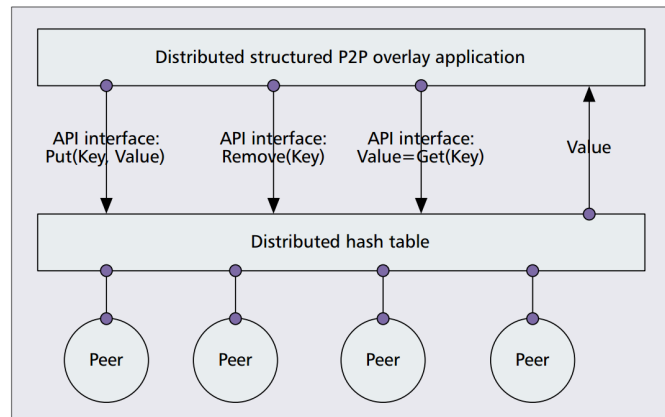 Distributed structured P2P overlay application
API interface:
Put(Key, Value)
API interface:
Remove(Key)
API interface:
Value=Get(Key)
Value
Distributed hash table
Peer
Peer
Peer
Peer